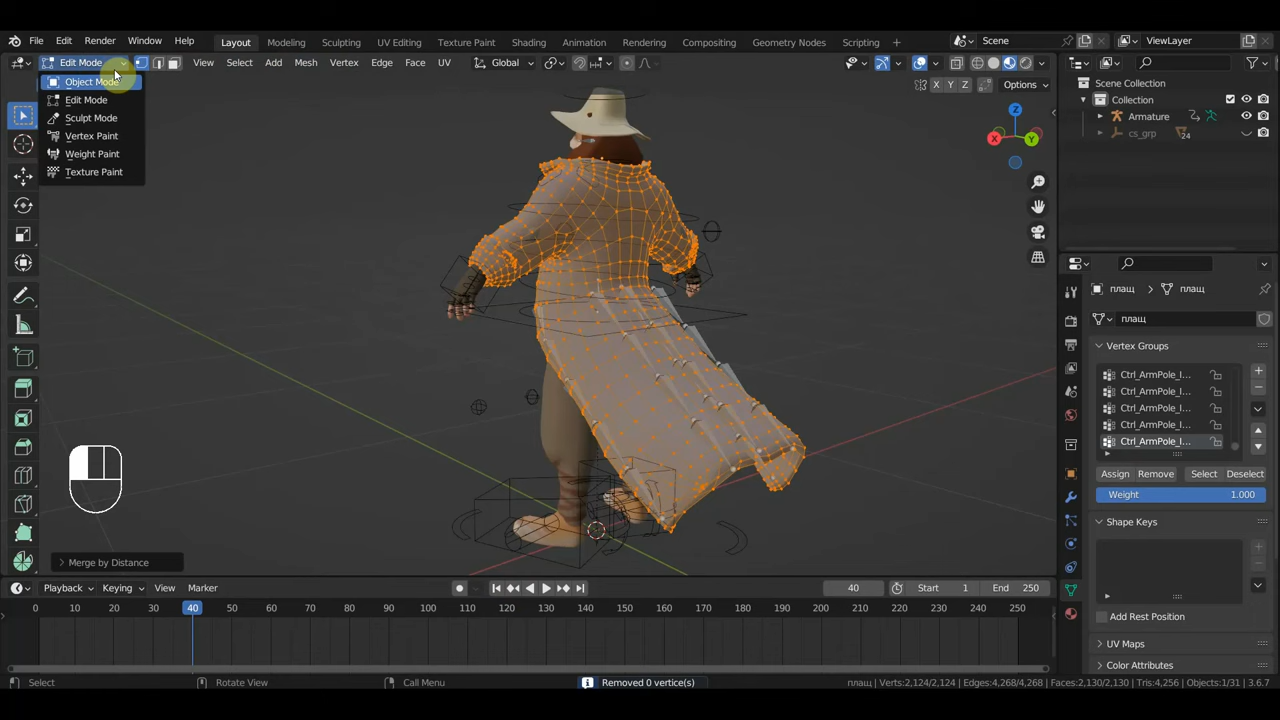 File Edit Render Window Help Layout Modeling Sculpting UV Editing Texture Paint Shading Animation Rendering Compositing Geometry Nodes Scripting Scene ViewLayer
Edit Mode View Select Add Mesh Vertex Edge Face UV Global
Object Mode
Edit Mode
Sculpt Mode
Vertex Paint
Weight Paint
Texture Paint
X Y Z Options
Z
X Y
Scene Collection
Collection
Armature
cs_grp 24
плащ > плащ
плащ
Vertex Groups
Ctrl_ArmPole_I...
Ctrl_ArmPole_I...
Ctrl_ArmPole_I...
Ctrl_ArmPole_I...
Ctrl_ArmPole_I...
Assign Remove Select Deselect
Weight 1.000
Shape Keys
Add Rest Position
UV Maps
Color Attributes
Merge by Distance
Playback Keying View Marker 40 Start 1 End 250
0 10 20 30 40 50 60 70 80 90 100 110 120 130 140 150 160 170 180 190 200 210 220 230 240 250
Select Rotate View Call Menu Removed 0 vertice(s) плащ | Verts:2,124/2,124 | Edges:4,268/4,268 | Faces:2,130/2,130 | Tris:4,256 | Objects:1/31 | 3.6.7